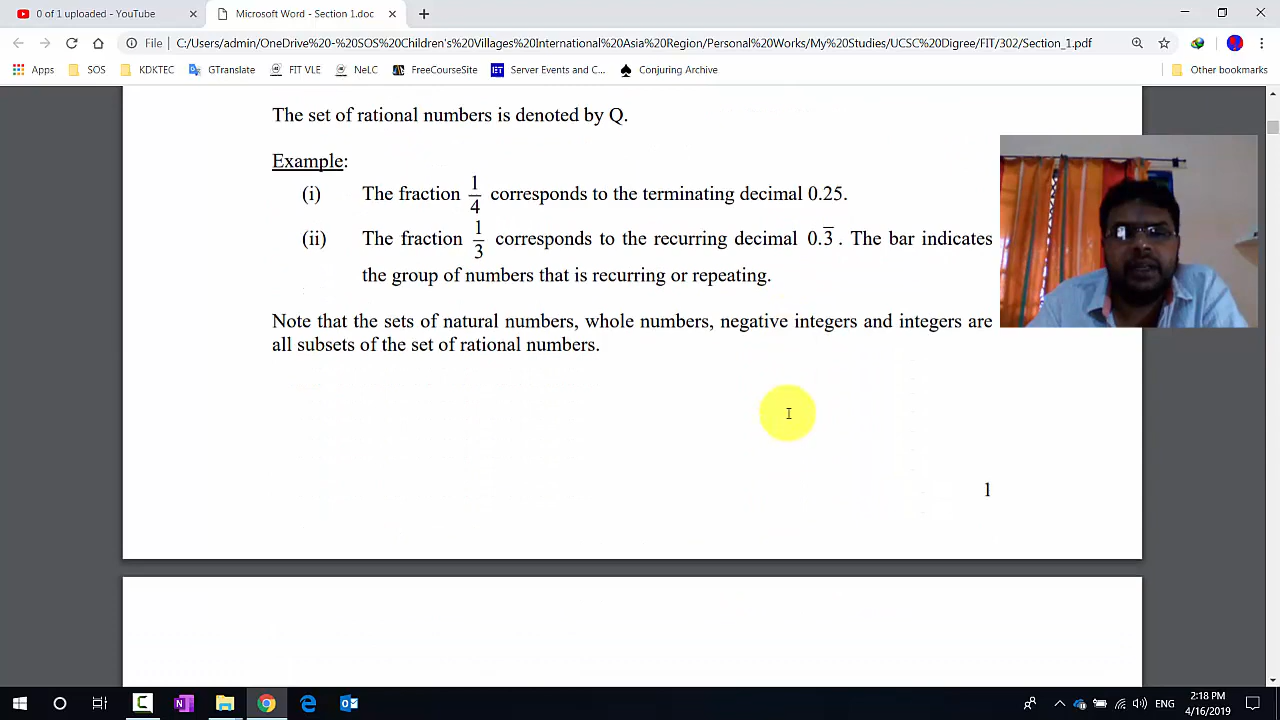 0 of 1 uploaded - YouTube
Microsoft Word - Section 1.doc
File
C:/Users/admin/OneDrive%20-%20SOS%20Children's%20Villages%20International%20Asia%20Region/Personal%20Works/My%20Studies/UCSC%20Degree/FIT/302/Section_1.pdf
Apps SOS KDKTEC GTranslate FIT VLE NeLC FreeCourseSite Server Events and C... Conjuring Archive Other bookmarks
The set of rational numbers is denoted by Q.
Example:
(i) The fraction 1/4 corresponds to the terminating decimal 0.25.
(ii) The fraction 1/3 corresponds to the recurring decimal 0.3̅ . The bar indicates
the group of numbers that is recurring or repeating.
Note that the sets of natural numbers, whole numbers, negative integers and integers are
all subsets of the set of rational numbers.
1
ENG
2:18 PM
4/16/2019